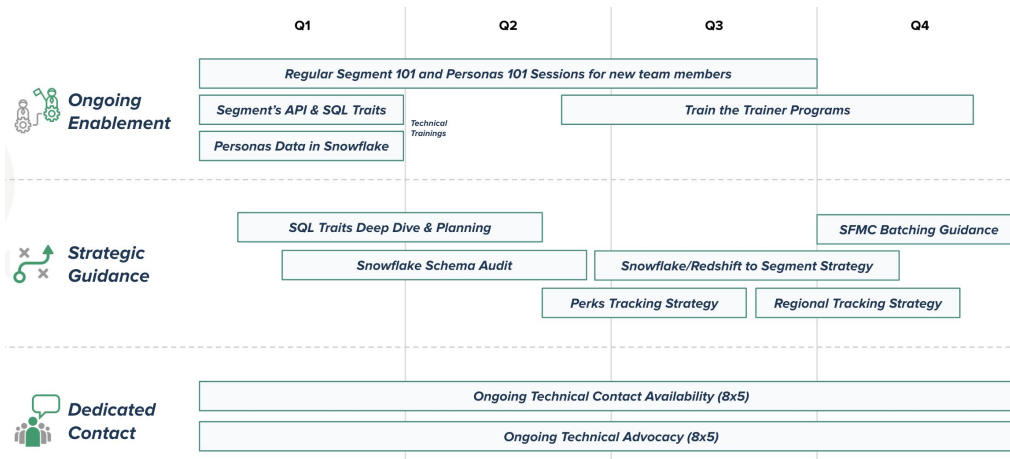 Q1 Q2 Q3 Q4
Ongoing
Enablement
Regular Segment 101 and Personas 101 Sessions for new team members
Segment's API & SQL Traits
Train the Trainer Programs
Technical
Trainings
Personas Data in Snowflake
Strategic
Guidance
SQL Traits Deep Dive & Planning
SFMC Batching Guidance
Snowflake Schema Audit
Snowflake/Redshift to Segment Strategy
Perks Tracking Strategy
Regional Tracking Strategy
Dedicated
Contact
Ongoing Technical Contact Availability (8x5)
Ongoing Technical Advocacy (8x5)